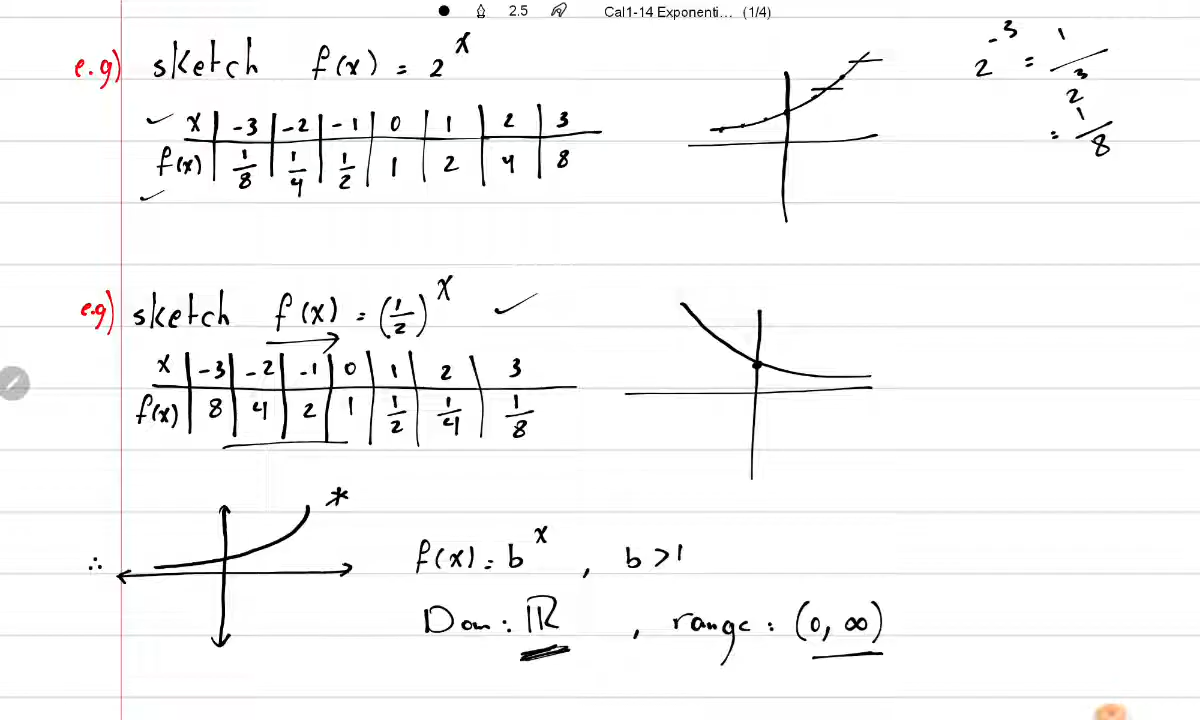 2.5 Cal1-14 Exponenti... (1/4)
e.g) sketch f(x) = 2^x
x | -3 | -2 | -1 | 0 | 1 | 2 | 3
f(x) | 1/8 | 1/4 | 1/2 | 1 | 2 | 4 | 8
2^-3 = 1/2^3
= 1/8
e.g) sketch f(x) = (1/2)^x
x | -3 | -2 | -1 | 0 | 1 | 2 | 3
f(x) | 8 | 4 | 2 | 1 | 1/2 | 1/4 | 1/8
∴ * f(x) = b^x , b > 1
Dom : ℝ , range : (0, ∞)